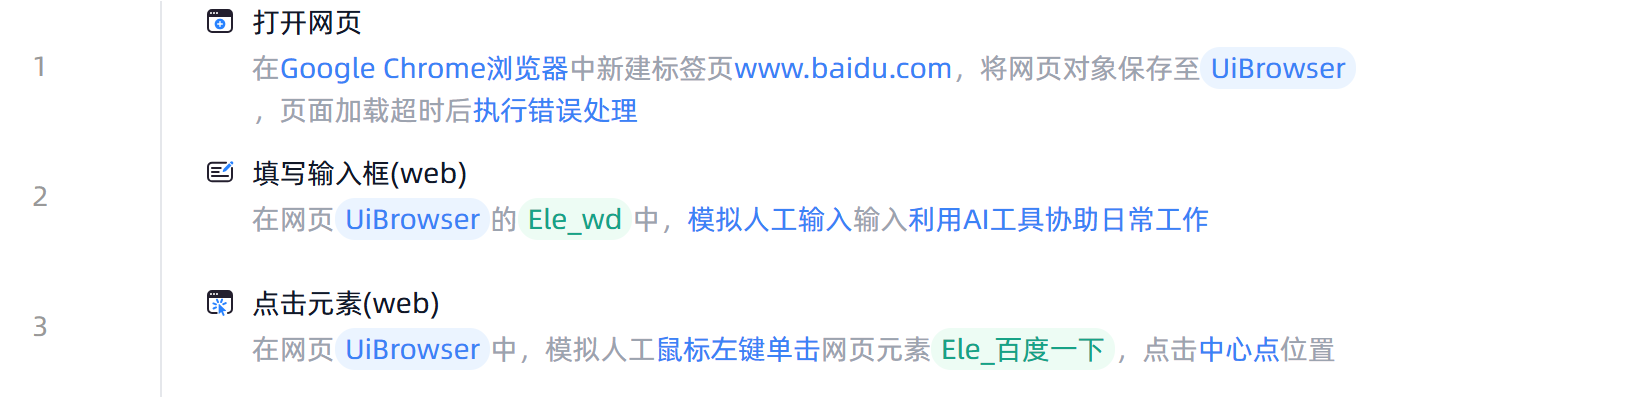 打开网页
1
在Google Chrome浏览器中新建标签页www.baidu.com，将网页对象保存至 UiBrowser
，页面加载超时后执行错误处理
填写输入框(web)
2
在网页 UiBrowser 的 Ele_wd 中，模拟人工输入输入利用AI工具协助日常工作
点击元素(web)
3
在网页 UiBrowser 中，模拟人工鼠标左键单击网页元素 Ele_百度一下 ，点击中心点位置